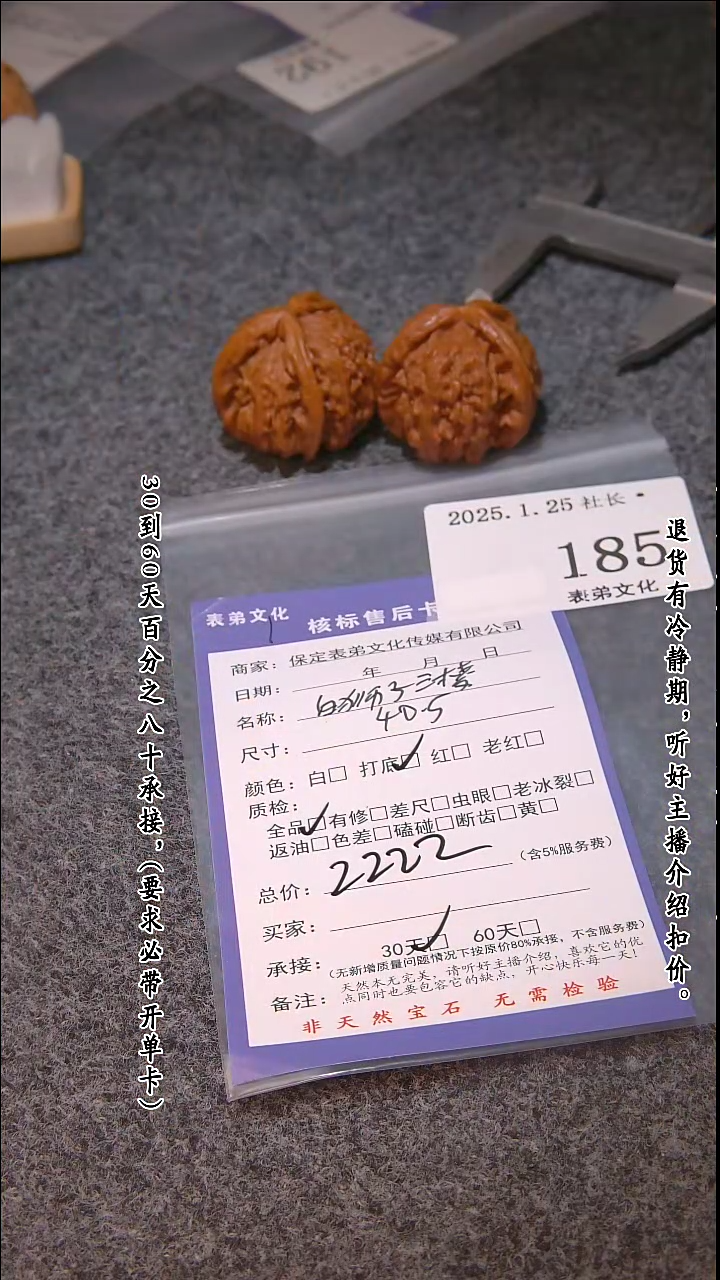 192
2025.1.25 社长·
185
表弟文化
表弟文化 核标售后卡
商家：保定表弟文化传媒有限公司
日期： 年 月 日
名称：白狮子三棱
尺寸：40.5
颜色：白□ 打底□ 红□ 老红□
质检：
全品□有修□差尺□虫眼□老冰裂□
返油□色差□磕碰□断齿□黄□
总价：2222 (含5%服务费)
买家：
承接：30天□ 60天□
(无新增质量问题情况下按原价80%承接，不含服务费)
备注：天然本无完美，请听好主播介绍，喜欢它的优
点同时也要包容它的缺点，开心快乐每一天！
非天然宝石 无需检验
30到60天百分之八十承接，(要求必带开单卡)
退货有冷静期，听好主播介绍扣价。